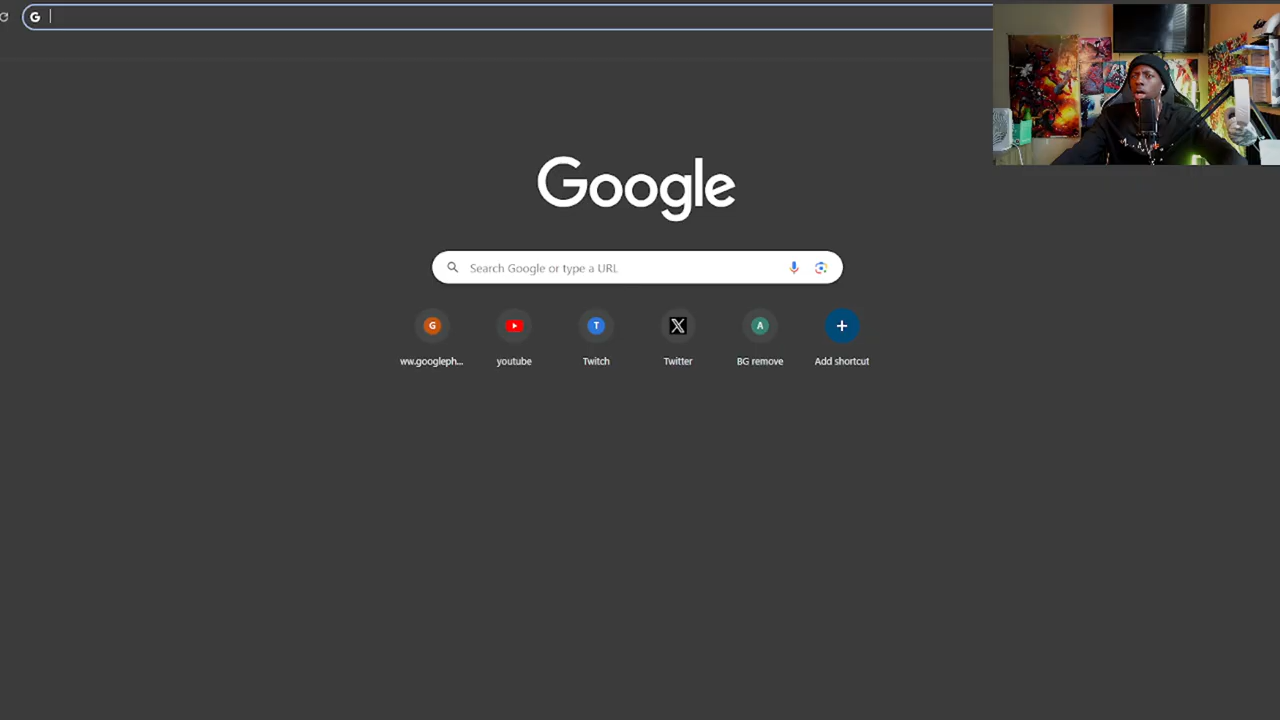 Google
Search Google or type a URL
G
T
A
ww.googleph...
youtube
Twitch
Twitter
BG remove
Add shortcut